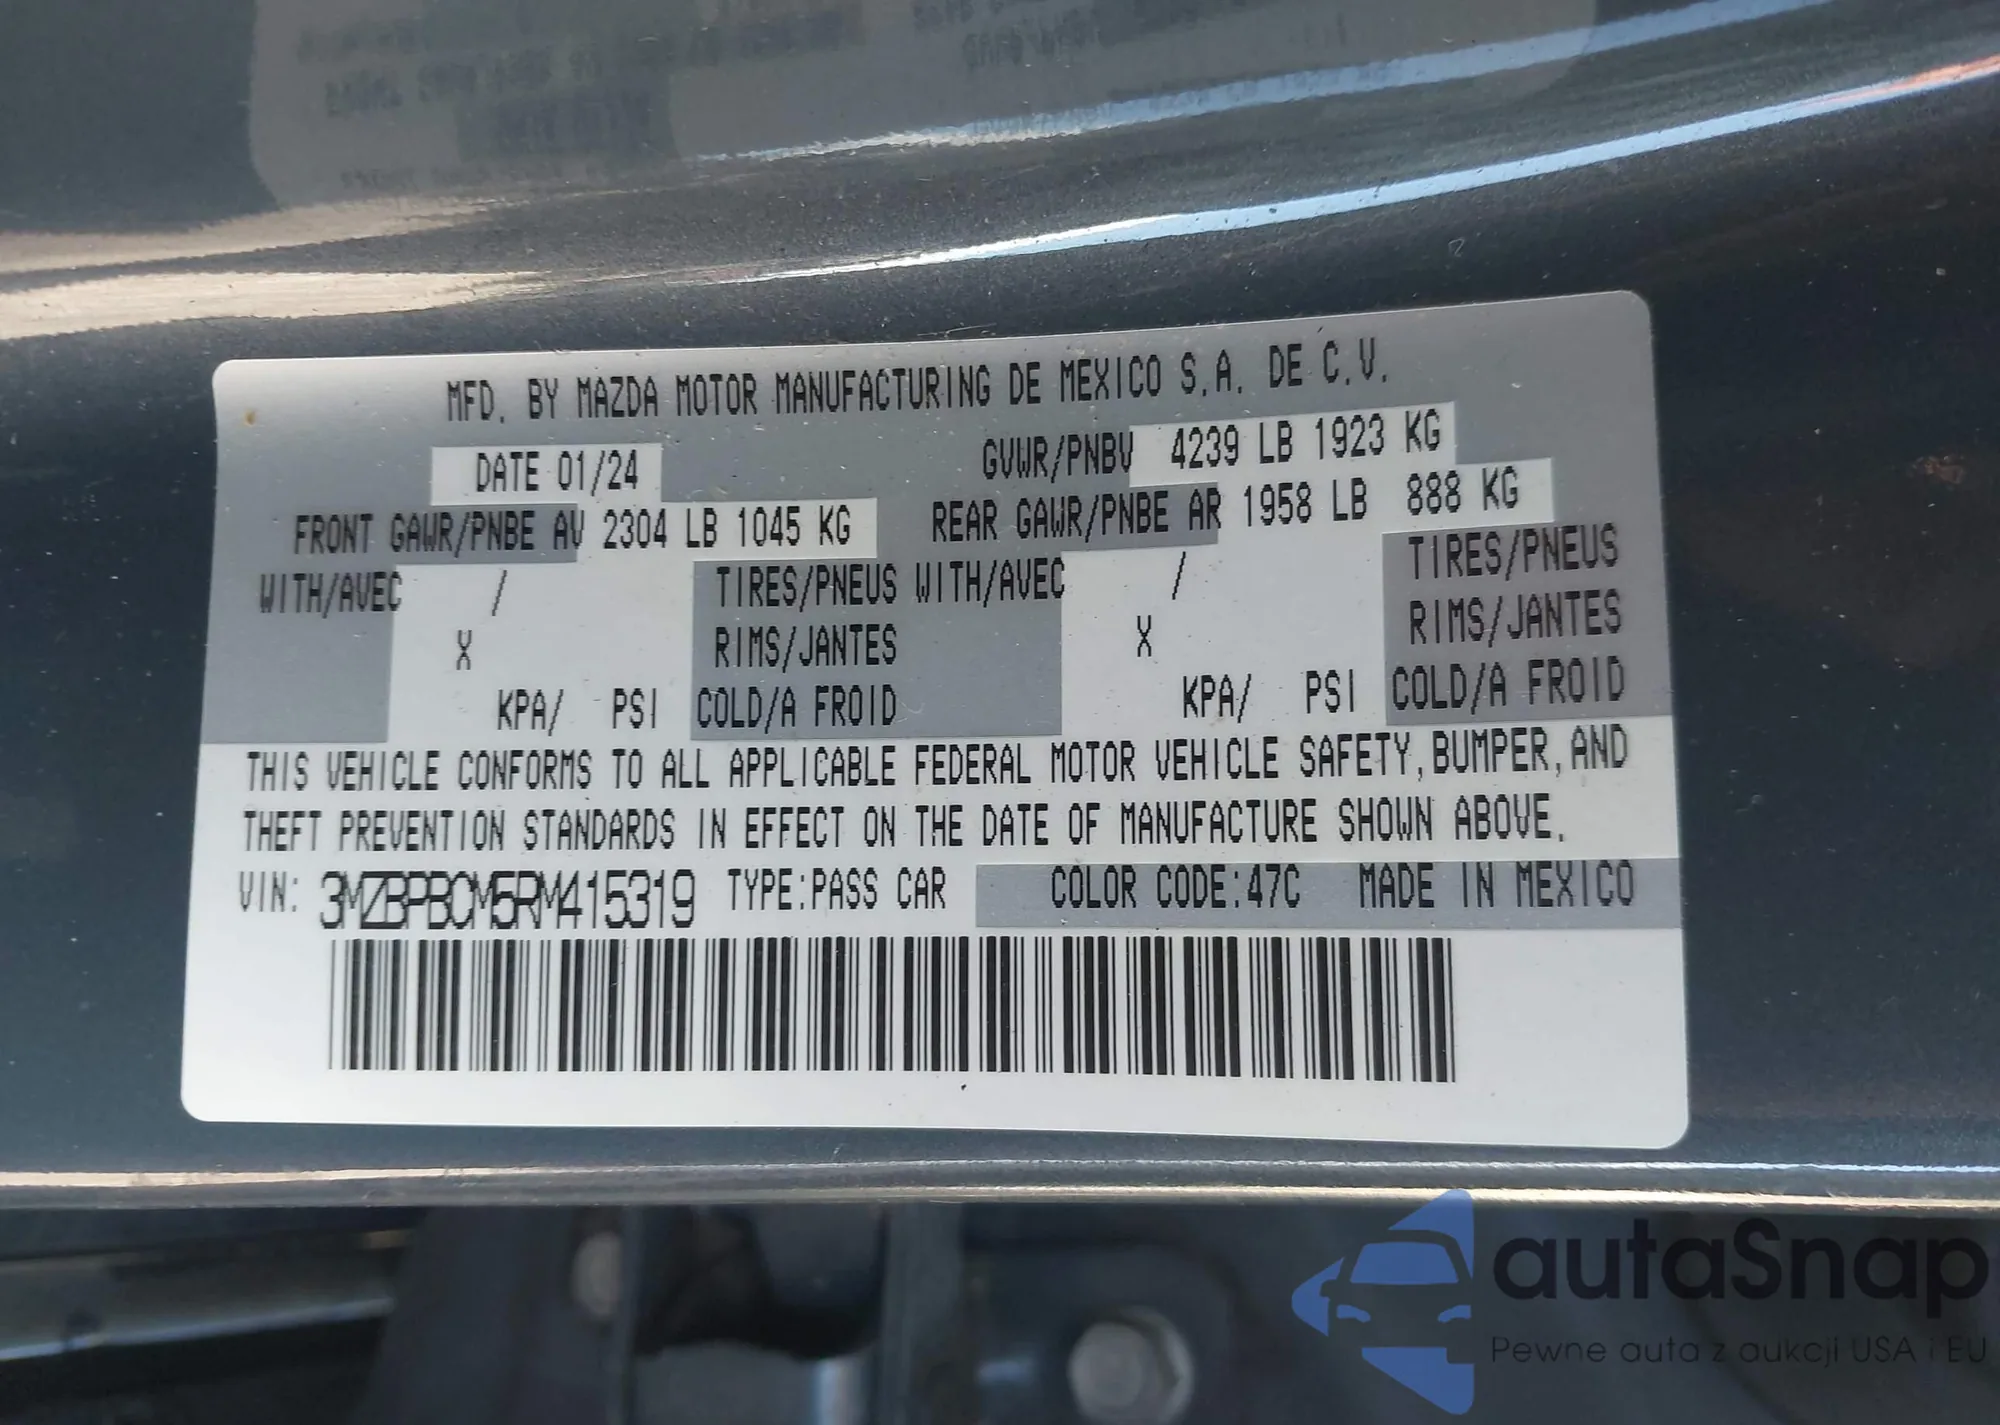 MFD. BY MAZDA MOTOR MANUFACTURING DE MEXICO S.A. DE C.V.
DATE 01/24 GVWR/PNBV 4239 LB 1923 KG
FRONT GAWR/PNBE AV 2304 LB 1045 KG REAR GAWR/PNBE AR 1958 LB 888 KG
WITH/AVEC / TIRES/PNEUS WITH/AVEC / TIRES/PNEUS
X RIMS/JANTES X RIMS/JANTES
KPA/ PSI COLD/A FROID KPA/ PSI COLD/A FROID
THIS VEHICLE CONFORMS TO ALL APPLICABLE FEDERAL MOTOR VEHICLE SAFETY, BUMPER, AND
THEFT PREVENTION STANDARDS IN EFFECT ON THE DATE OF MANUFACTURE SHOWN ABOVE.
VIN: 3MZBPBCM5RM415319 TYPE:PASS CAR COLOR CODE:47C MADE IN MEXICO
autaSnap
Pewne auta z aukcji USA i EU